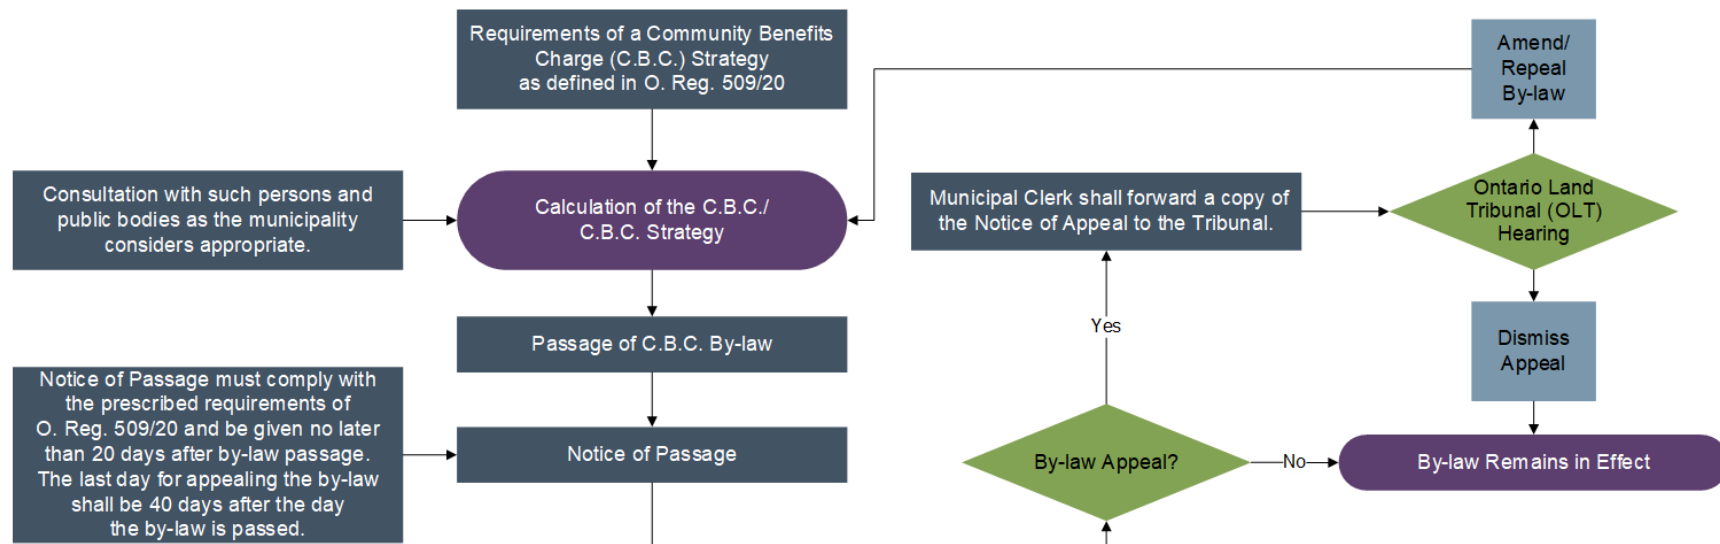 Requirements of a Community Benefits
Charge (C.B.C.) Strategy
as defined in O. Reg. 509/20
Amend/
Repeal
By-law
Consultation with such persons and
public bodies as the municipality
considers appropriate.
Calculation of the C.B.C./
C.B.C. Strategy
Municipal Clerk shall forward a copy of
the Notice of Appeal to the Tribunal.
Ontario Land
Tribunal (OLT)
Hearing
Passage of C.B.C. By-law
Yes
Dismiss
Appeal
Notice of Passage must comply with
the prescribed requirements of
O. Reg. 509/20 and be given no later
than 20 days after by-law passage.
The last day for appealing the by-law
shall be 40 days after the day
the by-law is passed.
Notice of Passage
By-law Appeal?
No
By-law Remains in Effect